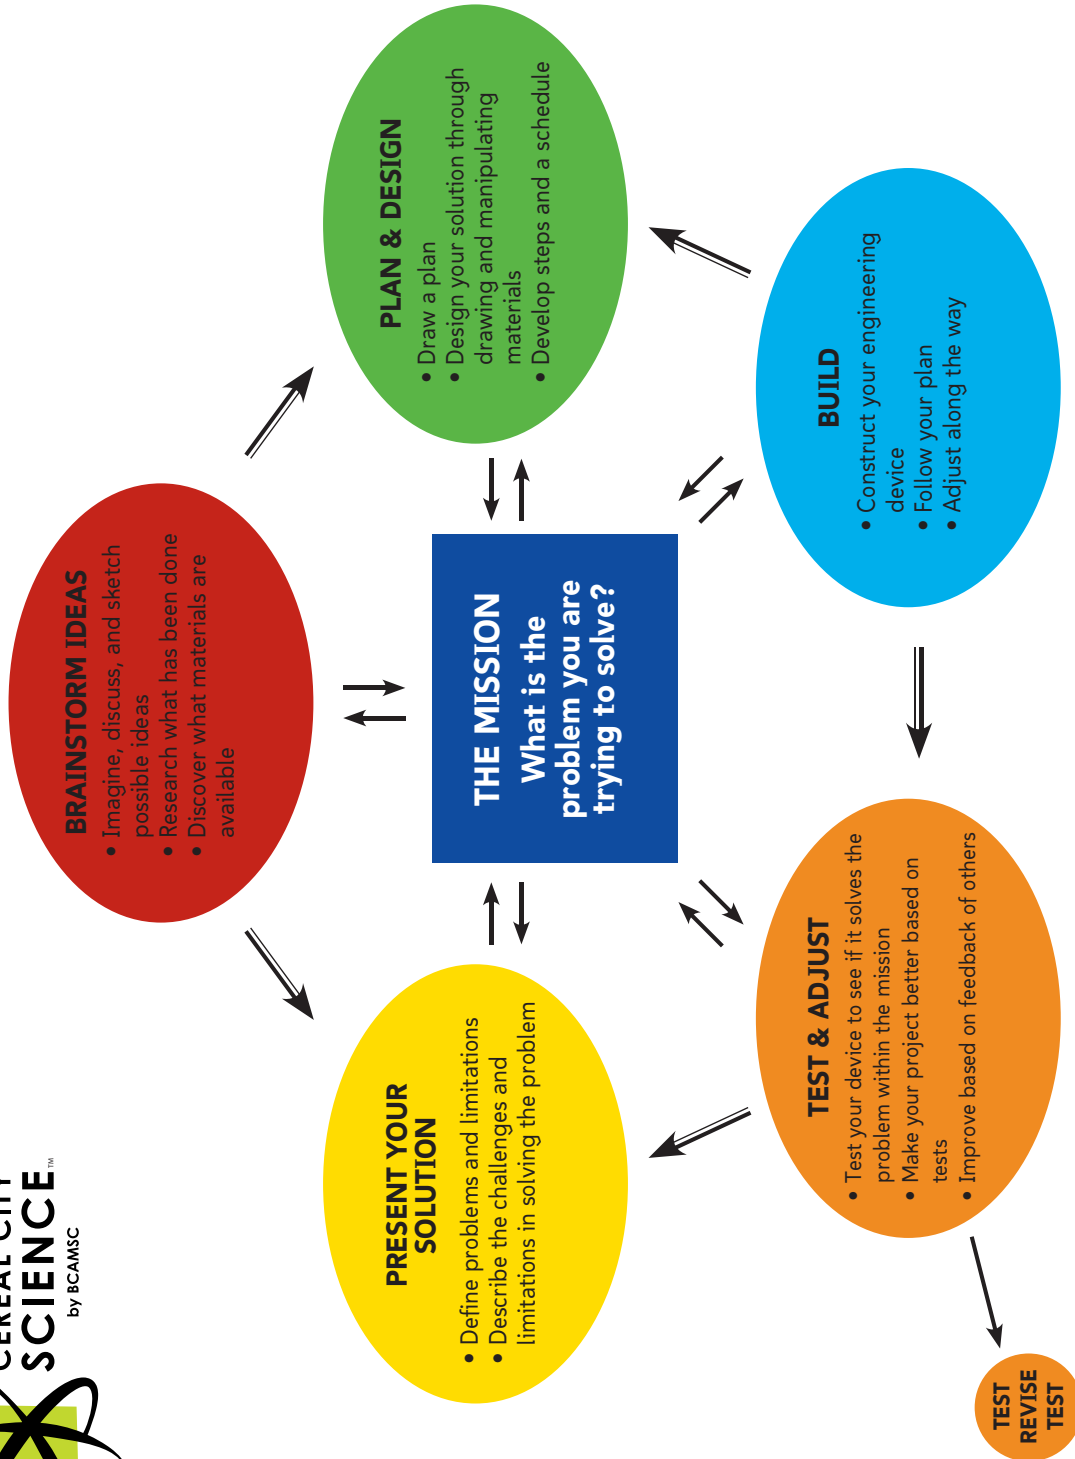 CEREAL CITY
SCIENCE™
by BCAMSC
BRAINSTORM IDEAS
• Imagine, discuss, and sketch
possible ideas
• Research what has been done
• Discover what materials are
available
PLAN & DESIGN
• Draw a plan
• Design your solution through
drawing and manipulating
materials
• Develop steps and a schedule
BUILD
• Construct your engineering
device
• Follow your plan
• Adjust along the way
TEST & ADJUST
• Test your device to see if it solves the
problem within the mission
• Make your project better based on
tests
• Improve based on feedback of others
TEST
REVISE
TEST
PRESENT YOUR
SOLUTION
• Define problems and limitations
• Describe the challenges and
limitations in solving the problem
THE MISSION
What is the
problem you are
trying to solve?